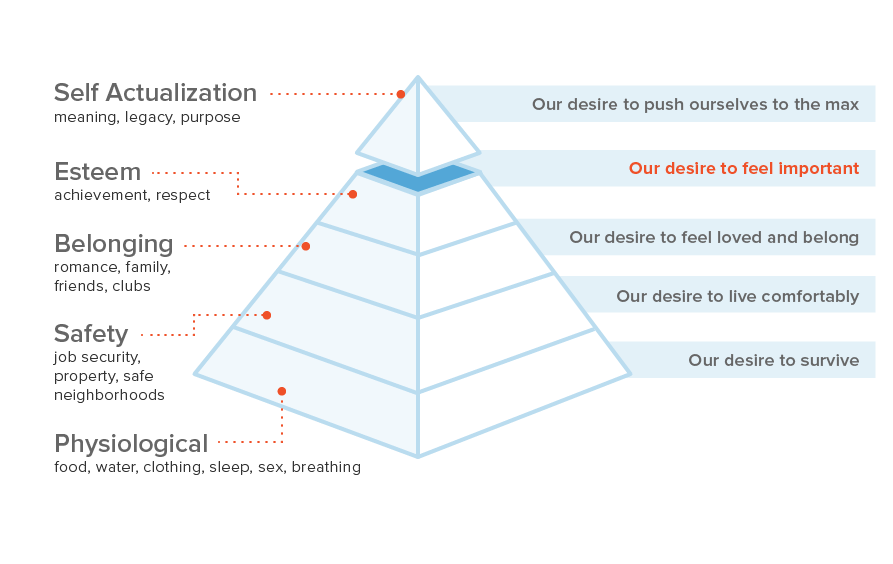 Self Actualization
meaning, legacy, purpose
Our desire to push ourselves to the max
Esteem
achievement, respect
Our desire to feel important
Belonging
romance, family,
friends, clubs
Our desire to feel loved and belong
Safety
job security,
property, safe
neighborhoods
Our desire to live comfortably
Physiological
food, water, clothing, sleep, sex, breathing
Our desire to survive